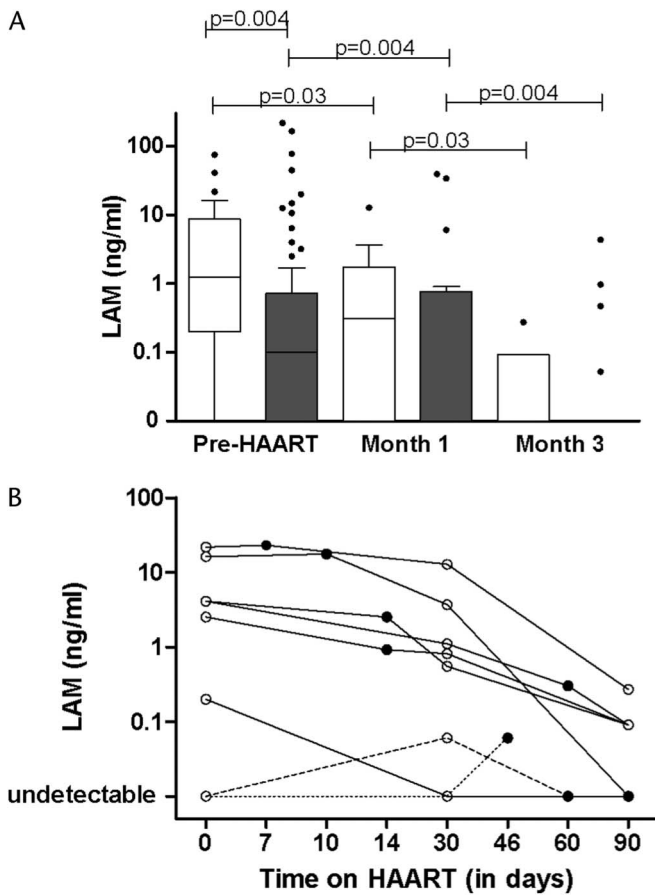 A
p=0.004
p=0.004
p=0.03
p=0.004
p=0.03
LAM (ng/ml)
100
10
1
0.1
0
Pre-HAART Month 1 Month 3
B
LAM (ng/ml)
100
10
1
0.1
undetectable
0 7 10 14 30 46 60 90
Time on HAART (in days)